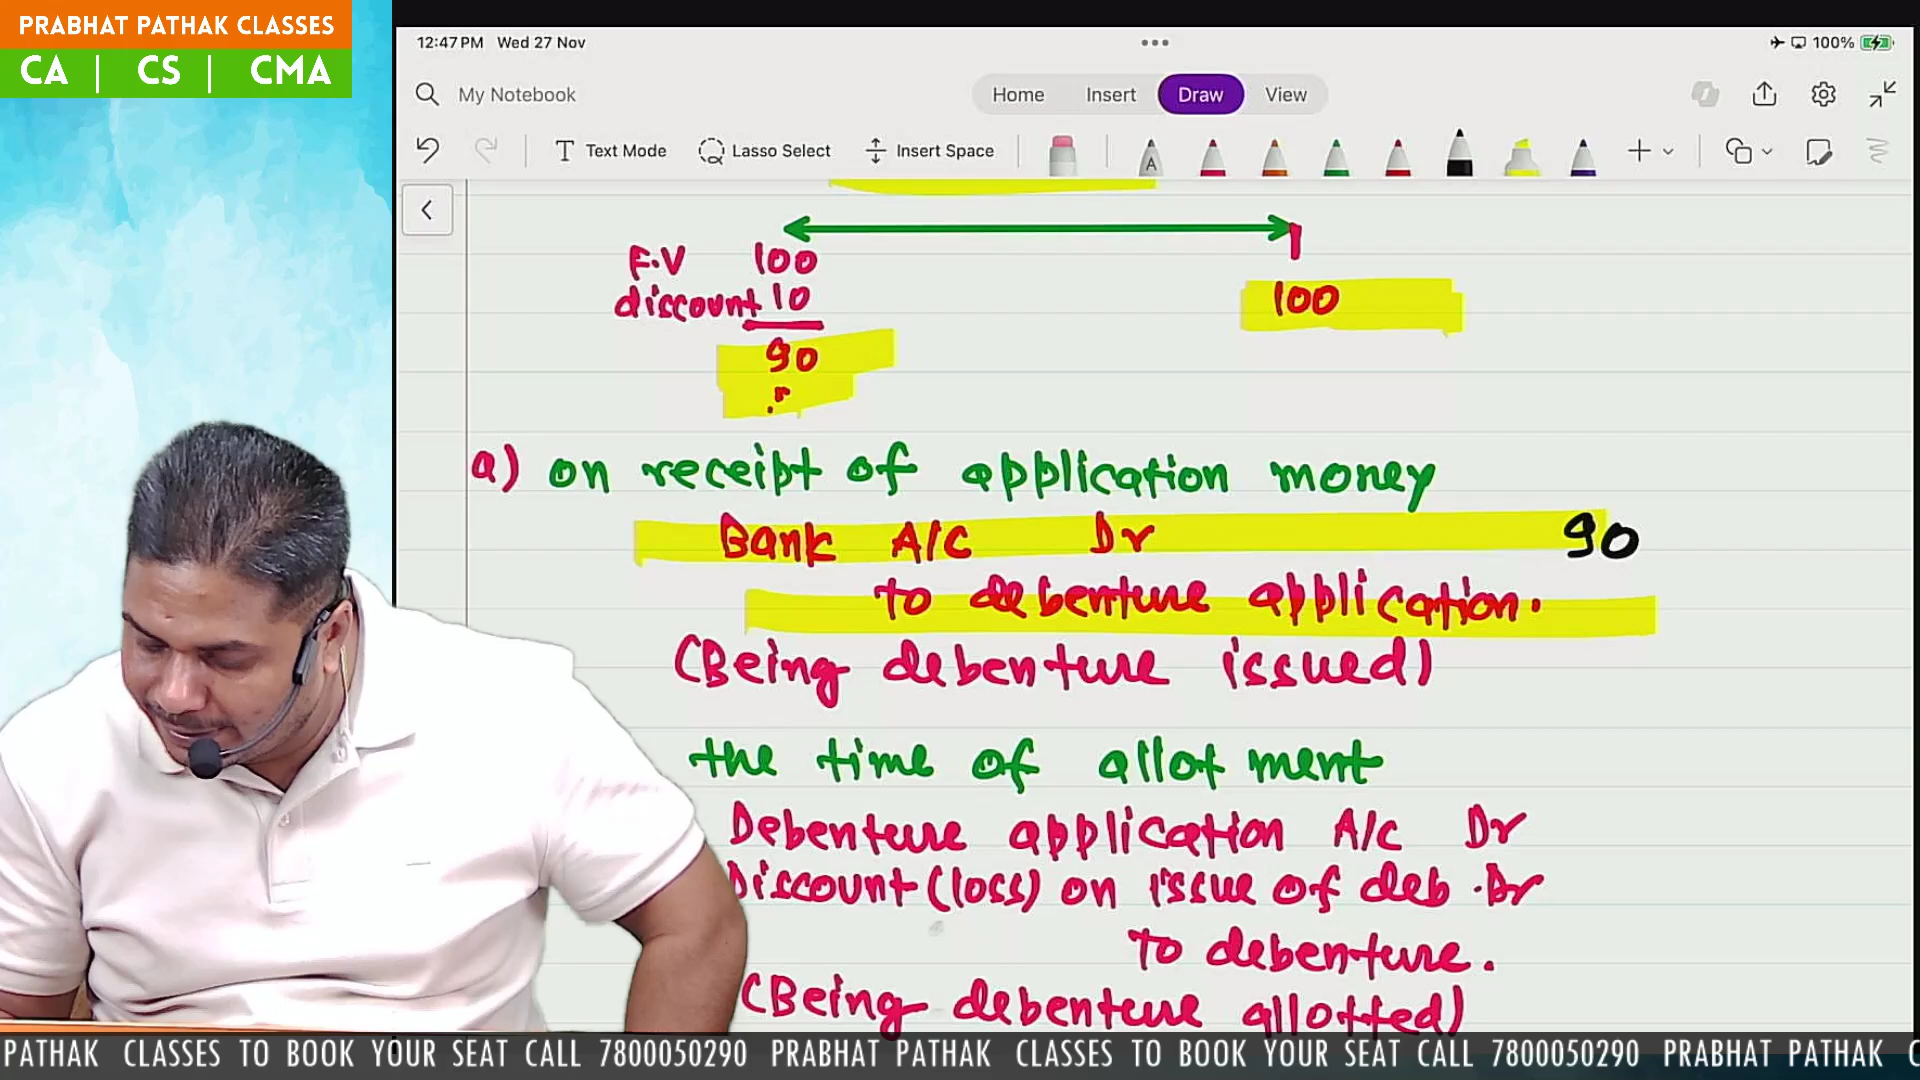 PRABHAT PATHAK CLASSES
CA | CS | CMA
12:47 PM Wed 27 Nov
100%
My Notebook
Home Insert Draw View
Text Mode Lasso Select Insert Space
A
F.V 100
discount 10
90
100
a) on receipt of application money
Bank A/C Dr 90
to debenture application.
(Being debenture issued)
the time of allotment
Debenture application A/C Dr
Discount (loss) on issue of deb. Dr
To debenture.
(Being debenture allotted)
PATHAK CLASSES TO BOOK YOUR SEAT CALL 7800050290 PRABHAT PATHAK CLASSES TO BOOK YOUR SEAT CALL 7800050290 PRABHAT PATHAK C